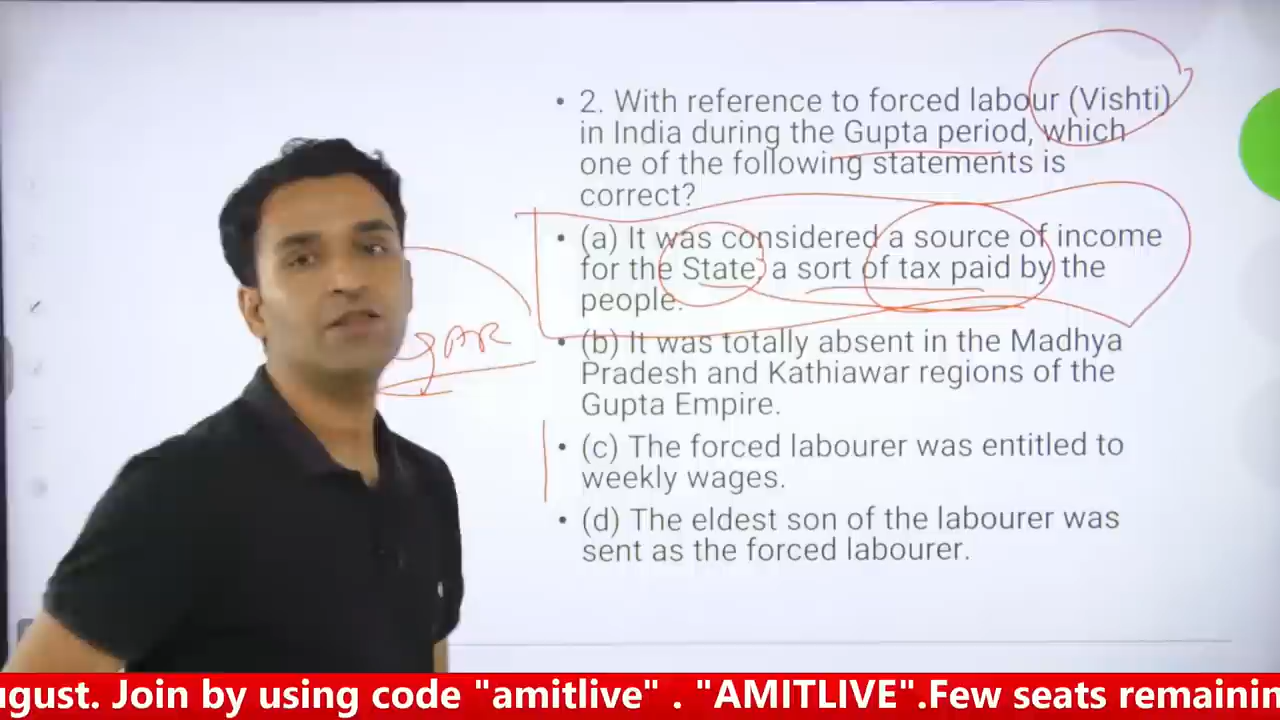 • 2. With reference to forced labour (Vishti)
in India during the Gupta period, which
one of the following statements is
correct?
• (a) It was considered a source of income
for the State, a sort of tax paid by the
people.
• (b) It was totally absent in the Madhya
Pradesh and Kathiawar regions of the
Gupta Empire.
• (c) The forced labourer was entitled to
weekly wages.
• (d) The eldest son of the labourer was
sent as the forced labourer.
Join by using code "amitlive" . "AMITLIVE".Few seats